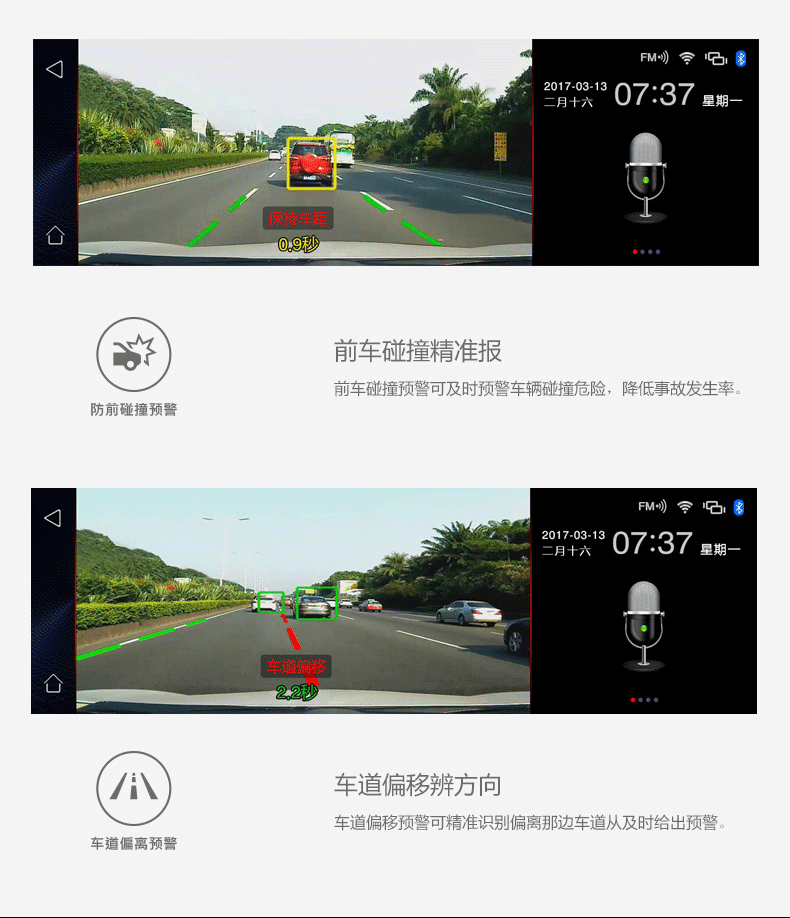 FM
2017-03-13
07:37
二月十六
星期一
保持车距
0.9秒
前车碰撞精准报
前车碰撞预警可及时预警车辆碰撞危险，降低事故发生率。
防前碰撞预警
FM
2017-03-13
07:37
二月十六
星期一
车道偏移
2.2秒
车道偏移辨方向
车道偏移预警可精准识别偏离那边车道从及时给出预警。
车道偏离预警